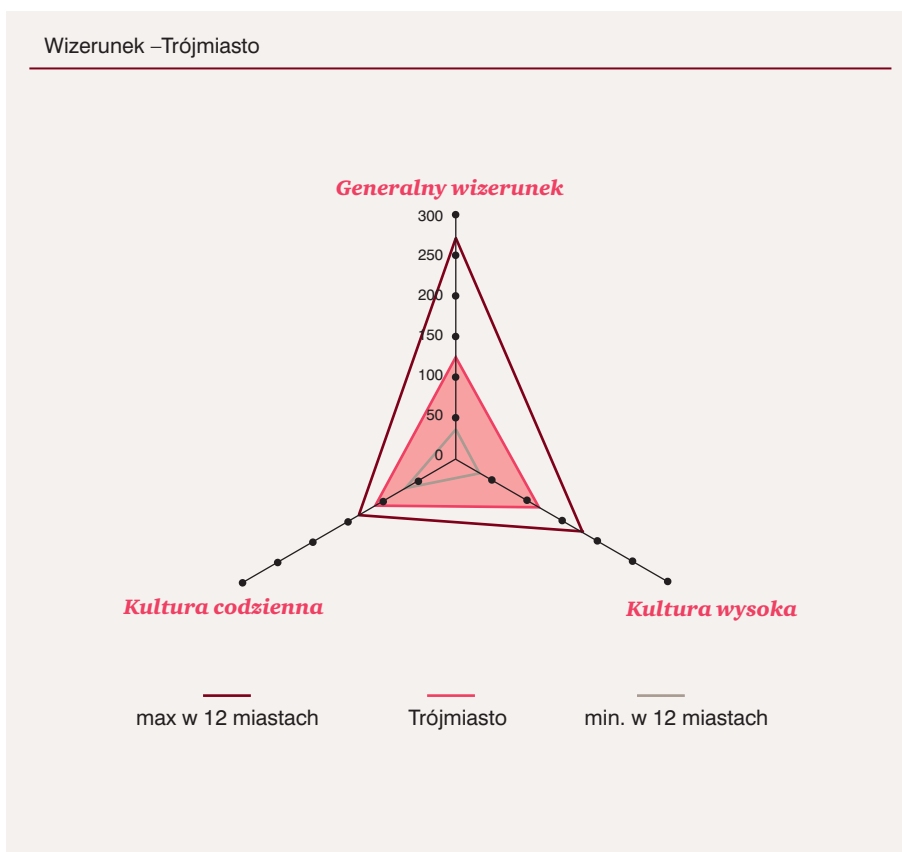 Wizerunek –Trójmiasto
Generalny wizerunek
300
250
200
150
100
50
0
Kultura codzienna
Kultura wysoka
max w 12 miastach
Trójmiasto
min. w 12 miastach